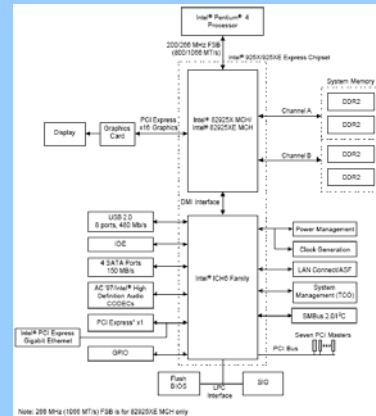 Intel® Pentium® 4
Processor
200/266 MHz FSB
(800/1066 MT/s)
Intel® 925X/925XE Express Chipset
System Memory
Channel A
DDR2
DDR2
Channel B
DDR2
DDR2
Intel® 82925X MCH/
Intel® 82925XE MCH
PCI Express
x16 Graphics
Graphics
Card
Display
DMI Interface
USB 2.0
8 ports, 480 Mb/s
IDE
4 SATA Ports
150 MB/s
AC '97/Intel® High
Definition Audio
CODECs
PCI Express* x1
Intel® PCI Express
Gigabit Ethernet
GPIO
Intel® ICH6 Family
Power Management
Clock Generation
LAN Connect/ASF
System
Management (TCO)
SMBus 2.0/I²C
Seven PCI Masters
PCI Bus
Flash
BIOS
LPC
Interface
SIO
Note: 266 MHz (1066 MT/s) FSB is for 82925XE MCH only